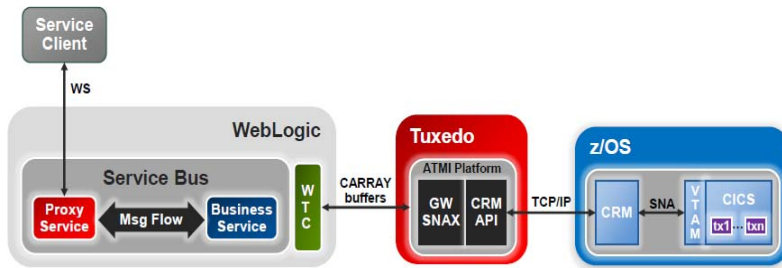 Service
Client
WS
WebLogic
Service Bus
Proxy
Service
Msg Flow
Business
Service
W
T
C
CARRAY
buffers
Tuxedo
ATMI Platform
GW
SNAX
CRM
API
TCP/IP
z/OS
CRM
SNA
V
T
A
M
CICS
tx1 ... txn